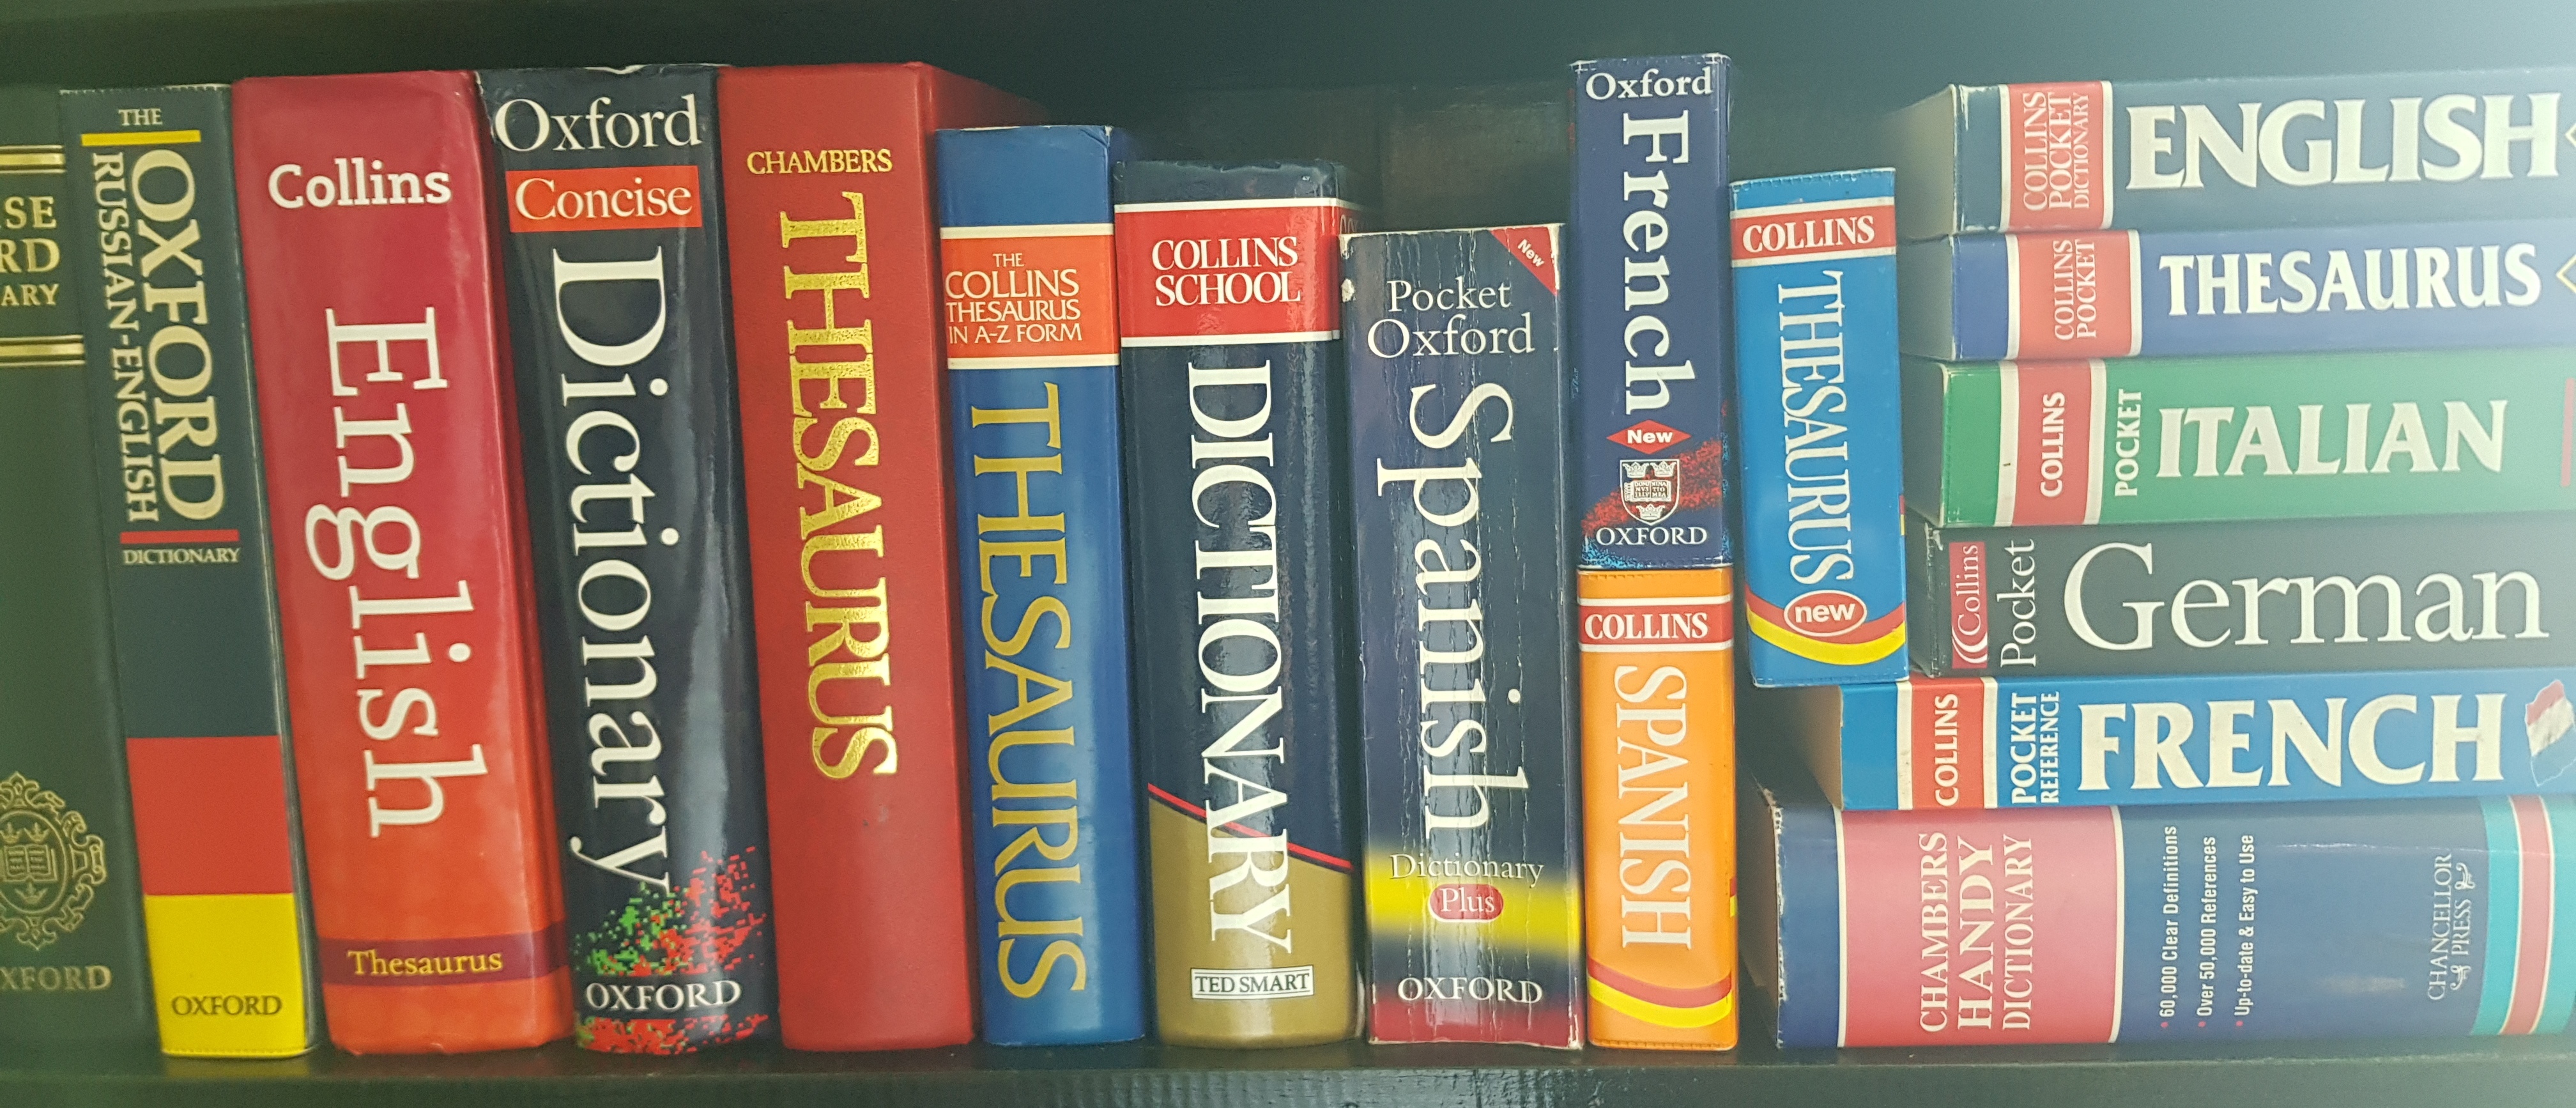 THE
OXFORD
RUSSIAN-ENGLISH
DICTIONARY
OXFORD
Collins
English
Thesaurus
Oxford
Concise
Dictionary
OXFORD
CHAMBERS
THESAURUS
THE
COLLINS
THESAURUS
IN A-Z FORM
THESAURUS
COLLINS
SCHOOL
DICTIONARY
TED SMART
New
Pocket
Oxford
Spanish
Dictionary
Plus
OXFORD
Oxford
French
New
OXFORD
COLLINS
SPANISH
COLLINS
THESAURUS
new
COLLINS
POCKET
DICTIONARY
ENGLISH
COLLINS
POCKET
THESAURUS
COLLINS
POCKET
ITALIAN
Collins
Pocket
German
COLLINS
POCKET
REFERENCE
FRENCH
CHAMBERS
HANDY
DICTIONARY
• 60,000 Clear Definitions
• Over 50,000 References
• Up-to-date & Easy to Use
CHANCELLOR
PRESS